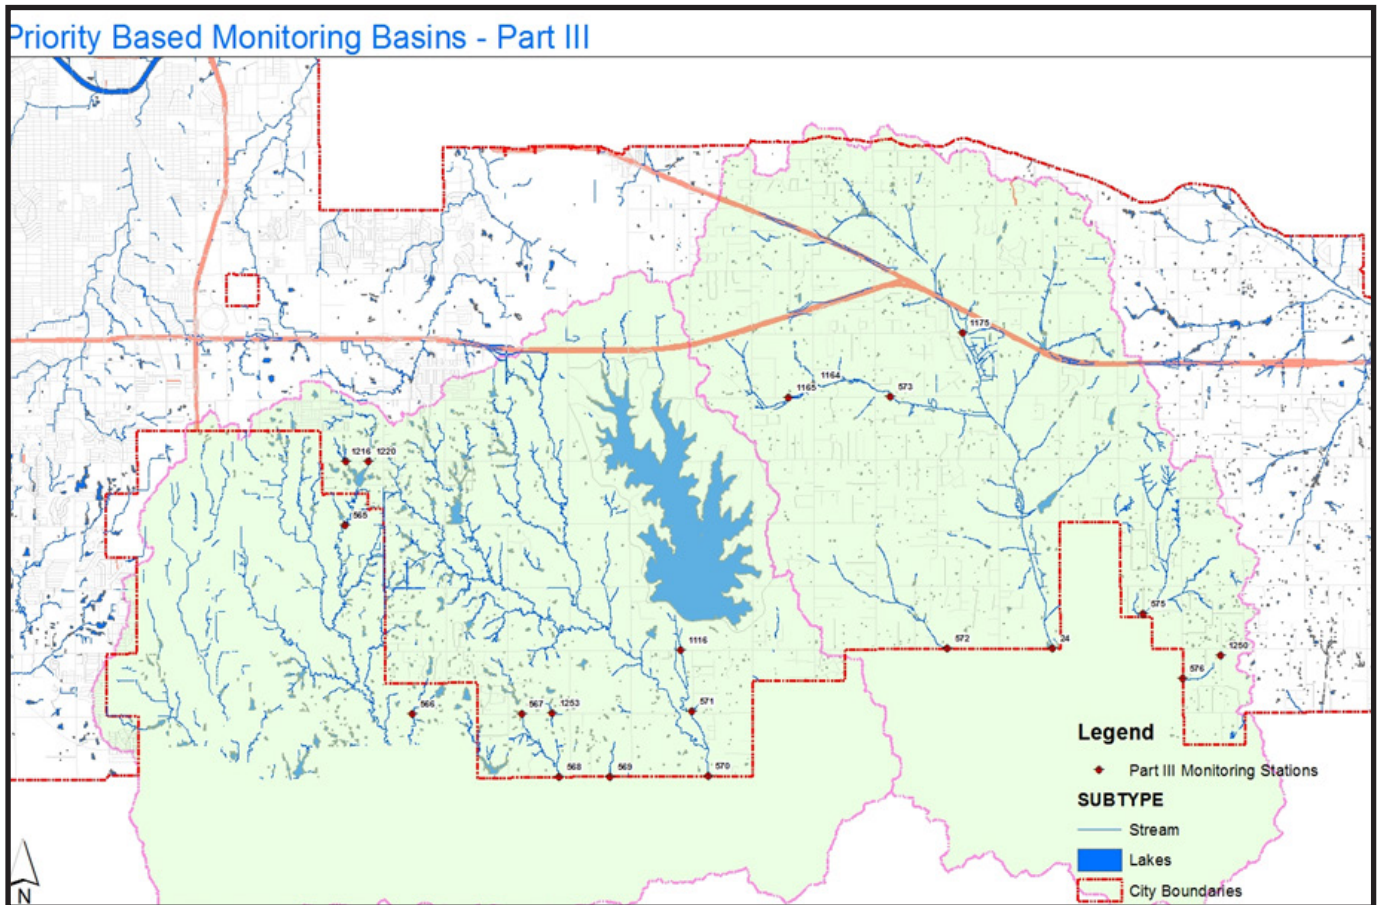 Priority Based Monitoring Basins - Part III
1175
1164
1165
573
1216
1220
565
575
572
24
1116
1250
576
566
567
1253
571
568
569
570
Legend
Part III Monitoring Stations
SUBTYPE
Stream
Lakes
City Boundaries
N